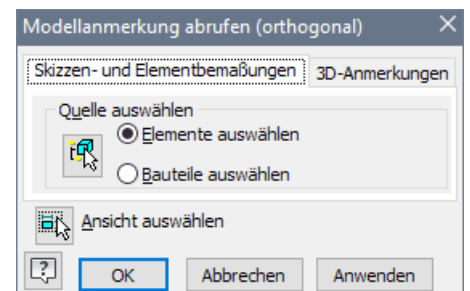 Modellanmerkung abrufen (orthogonal)
Skizzen- und Elementbemaßungen 3D-Anmerkungen
Quelle auswählen
Elemente auswählen
Bauteile auswählen
Ansicht auswählen
? OK Abbrechen Anwenden